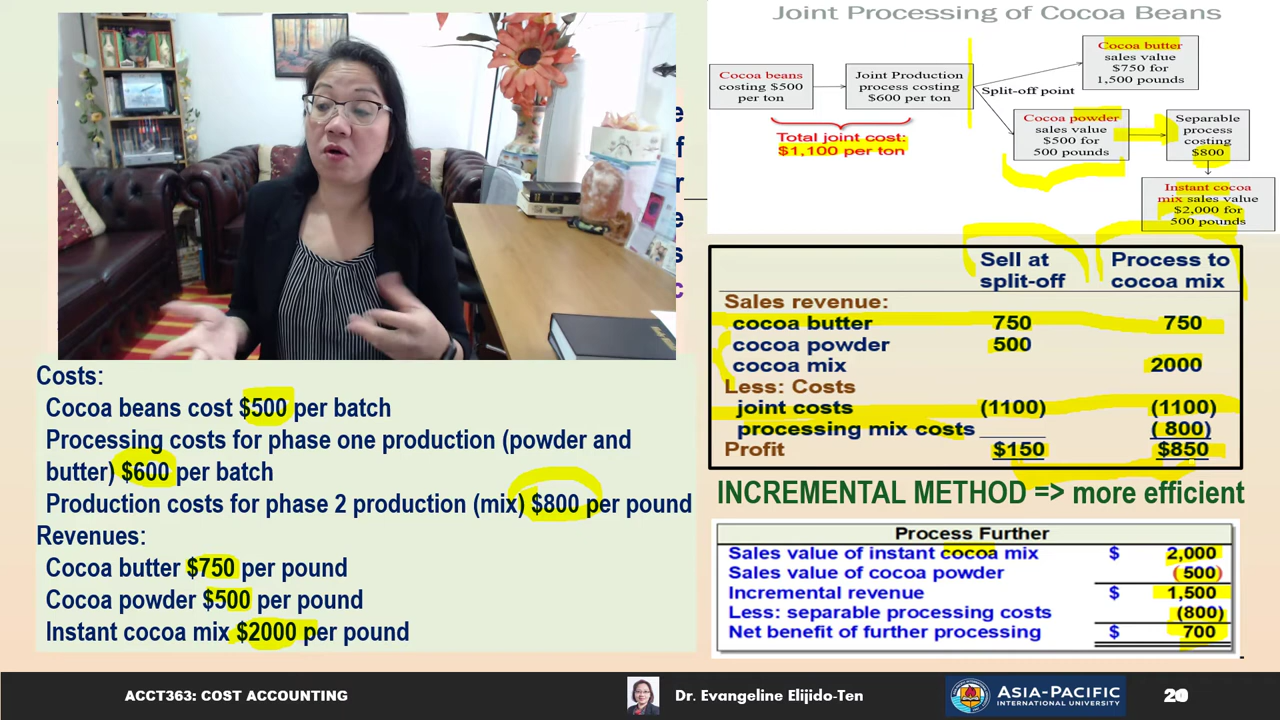 Joint Processing of Cocoa Beans
Cocoa beans
costing $500
per ton
Joint Production
process costing
$600 per ton
Total joint cost:
$1,100 per ton
Split-off point
Cocoa butter
sales value
$750 for
1,500 pounds
Cocoa powder
sales value
$500 for
500 pounds
Separable
process
costing
$800
Instant cocoa
mix sales value
$2,000 for
500 pounds
e
f
r
e
s
c
Sell at Process to
split-off cocoa mix
Sales revenue:
cocoa butter 750 750
cocoa powder 500
cocoa mix 2000
Less: Costs
joint costs (1100) (1100)
processing mix costs ( 800)
Profit $150 $850
INCREMENTAL METHOD => more efficient
Process Further
Sales value of instant cocoa mix $ 2,000
Sales value of cocoa powder (500)
Incremental revenue $ 1,500
Less: separable processing costs (800)
Net benefit of further processing $ 700
Costs:
Cocoa beans cost $500 per batch
Processing costs for phase one production (powder and
butter) $600 per batch
Production costs for phase 2 production (mix) $800 per pound
Revenues:
Cocoa butter $750 per pound
Cocoa powder $500 per pound
Instant cocoa mix $2000 per pound
ACCT363: COST ACCOUNTING
Dr. Evangeline Elijido-Ten
ASIA-PACIFIC
INTERNATIONAL UNIVERSITY